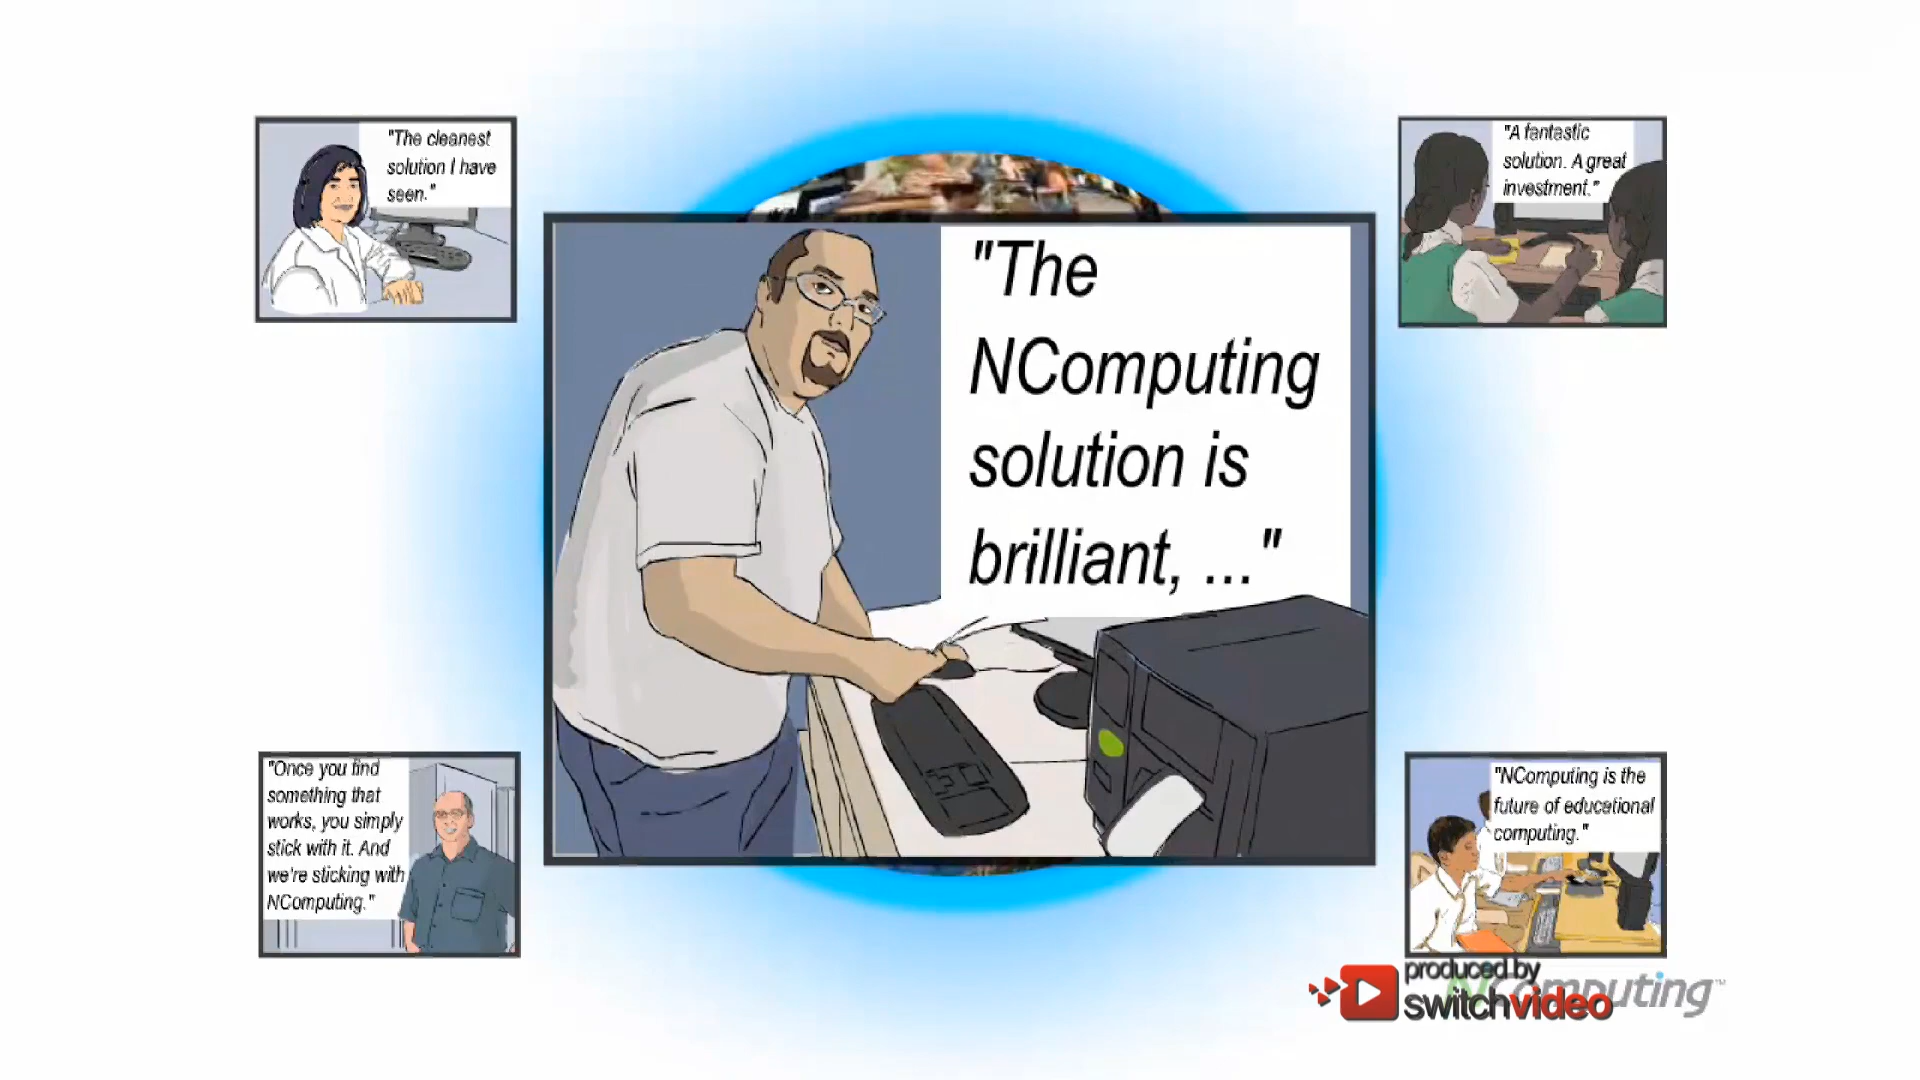 "The cleanest
solution I have
seen."
"A fantastic
solution. A great
investment."
"The
NComputing
solution is
brilliant, ..."
"Once you find
something that
works, you simply
stick with it. And
we're sticking with
NComputing."
"NComputing is the
future of educational
computing."
produced by
switchvideo
NComputing™